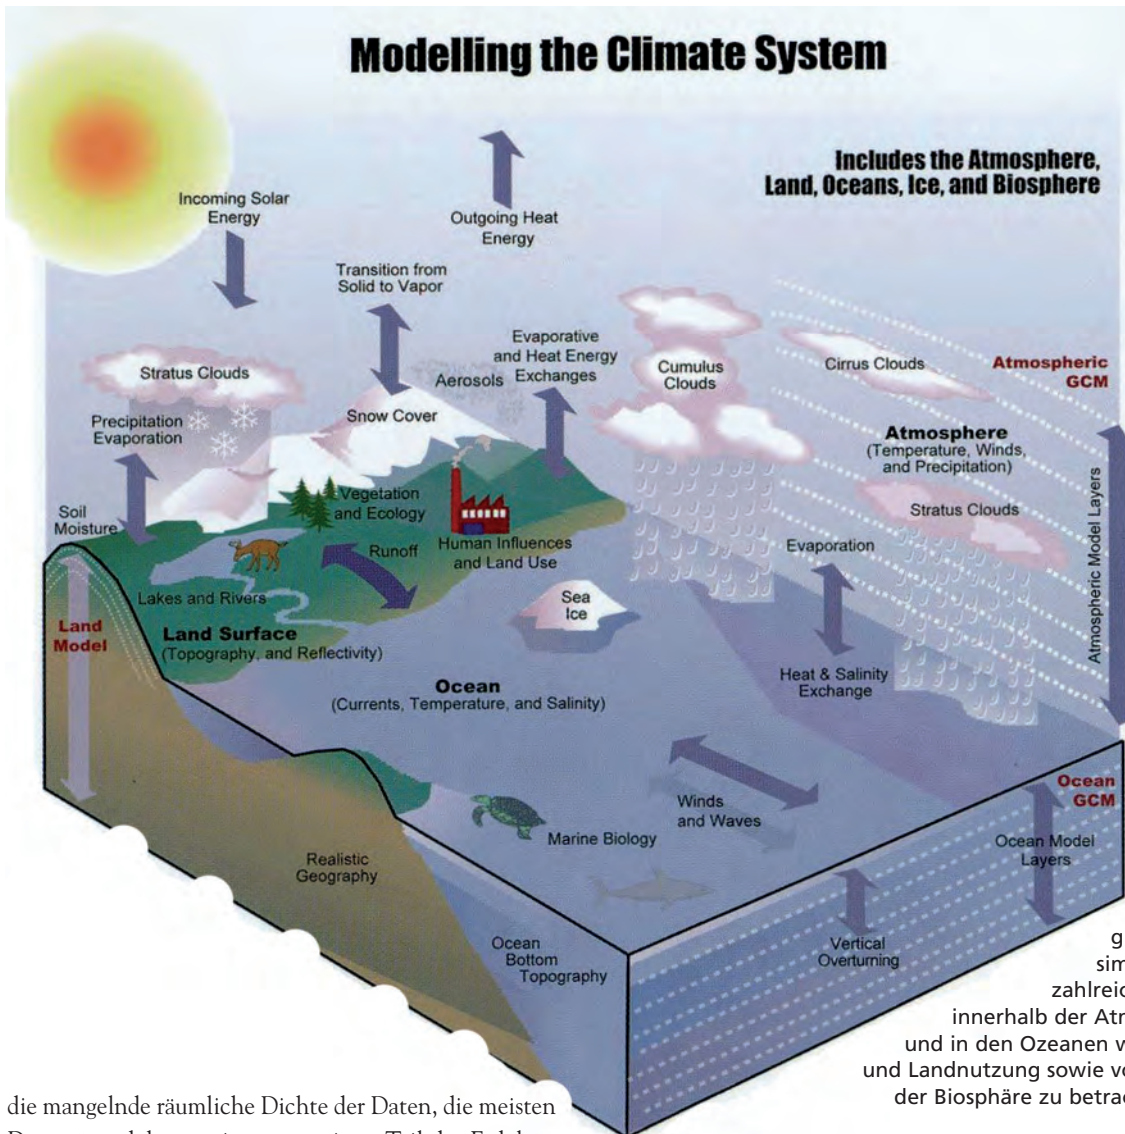 Modelling the Climate System
Includes the Atmosphere,
Land, Oceans, Ice, and Biosphere
Incoming Solar
Energy
Outgoing Heat
Energy
Transition from
Solid to Vapor
Evaporative
and Heat Energy
Exchanges
Stratus Clouds
Aerosols
Cumulus
Clouds
Cirrus Clouds
Atmospheric
GCM
Precipitation
Evaporation
Snow Cover
Atmosphere
(Temperature, Winds,
and Precipitation)
Soil
Moisture
Vegetation
and Ecology
Stratus Clouds
Atmospheric Model Layers
Runoff
Human Influences
and Land Use
Evaporation
Lakes and Rivers
Sea
Ice
Land
Model
Land Surface
(Topography, and Reflectivity)
Ocean
(Currents, Temperature, and Salinity)
Heat & Salinity
Exchange
Winds
and Waves
Ocean
GCM
Marine Biology
Ocean Model
Layers
Realistic
Geography
Ocean
Bottom
Topography
Vertical
Overturning
g
sim
zahlreic
innerhalb der Atm
und in den Ozeanen w
und Landnutzung sowie vo
der Biosphäre zu betrac
die mangelnde räumliche Dichte der Daten, die meisten